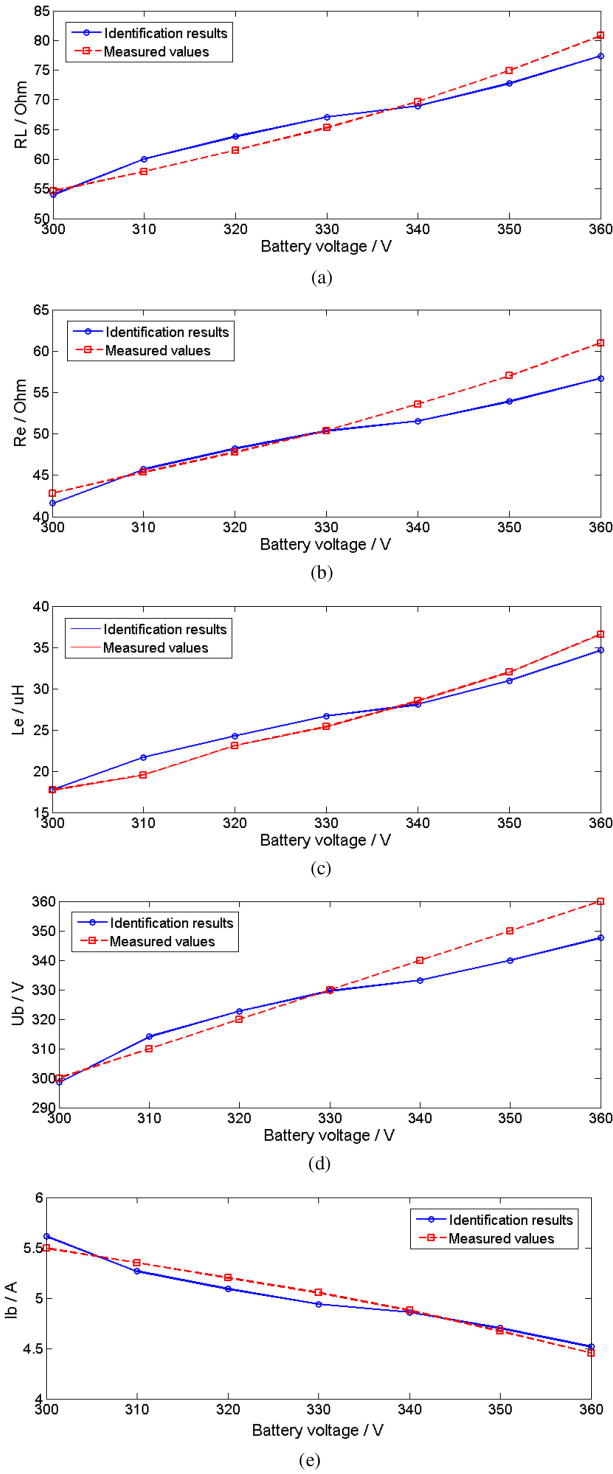 85
80
75
70
65
60
55
50
RL / Ohm
Identification results
Measured values
300 310 320 330 340 350 360
Battery voltage / V
(a)
65
60
55
50
45
40
Re / Ohm
Identification results
Measured values
300 310 320 330 340 350 360
Battery voltage / V
(b)
40
35
30
25
20
15
Le / uH
Identification results
Measured values
300 310 320 330 340 350 360
Battery voltage / V
(c)
360
350
340
330
320
310
300
290
Ub / V
Identification results
Measured values
300 310 320 330 340 350 360
Battery voltage / V
(d)
6
5.5
5
4.5
4
Ib / A
Identification results
Measured values
300 310 320 330 340 350 360
Battery voltage / V
(e)